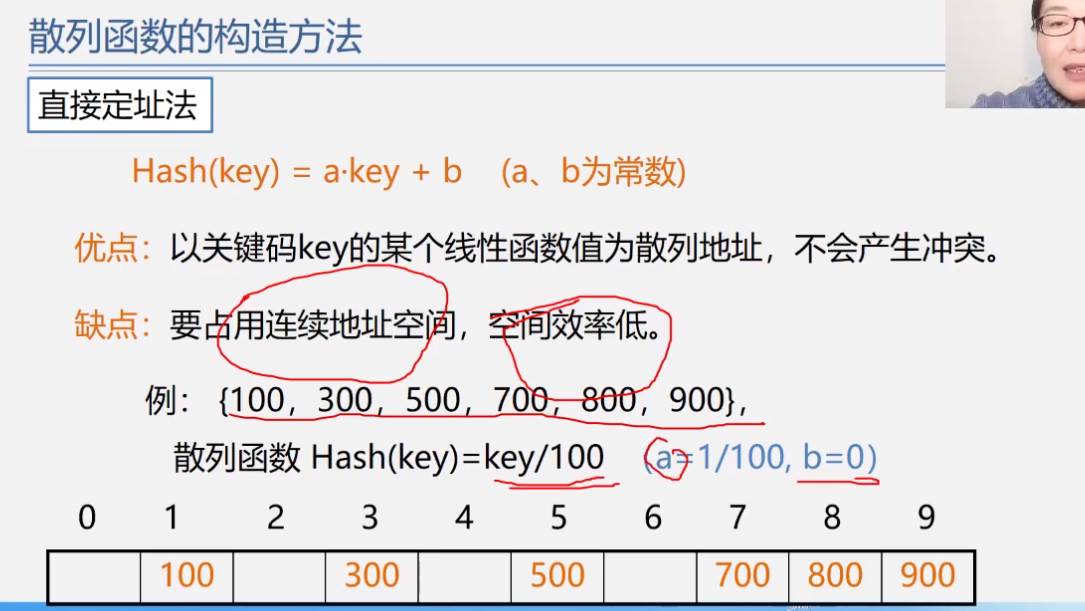 散列函数的构造方法
直接定址法
Hash(key) = a·key + b (a、b为常数)
优点：以关键码key的某个线性函数值为散列地址，不会产生冲突。
缺点：要占用连续地址空间，空间效率低。
例：{100，300，500，700，800，900}，
散列函数 Hash(key)=key/100 (a=1/100, b=0)
0 1 2 3 4 5 6 7 8 9
100 300 500 700 800 900